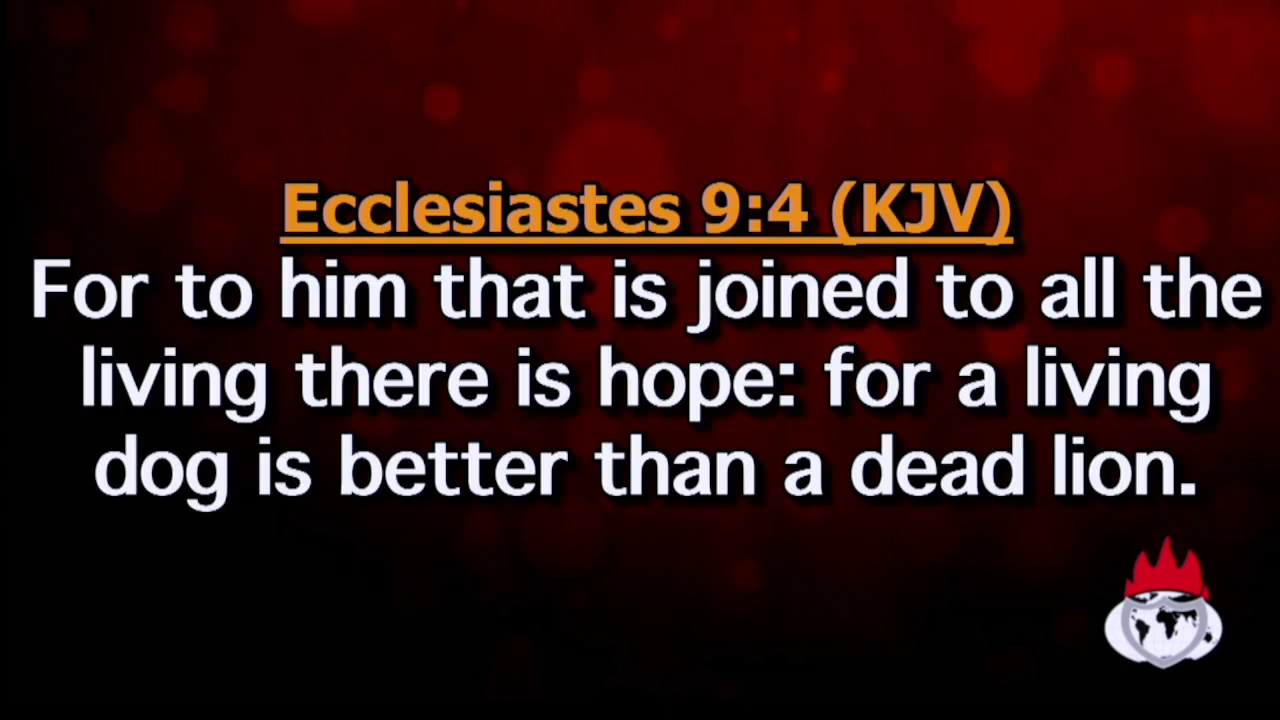 Ecclesiastes 9:4 (KJV)
For to him that is joined to all the
living there is hope: for a living
dog is better than a dead lion.